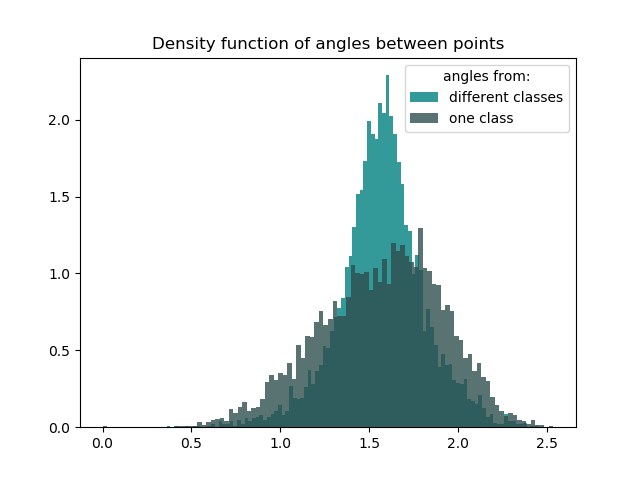 Density function of angles between points
angles from:
different classes
one class
2.0
1.5
1.0
0.5
0.0
0.0 0.5 1.0 1.5 2.0 2.5